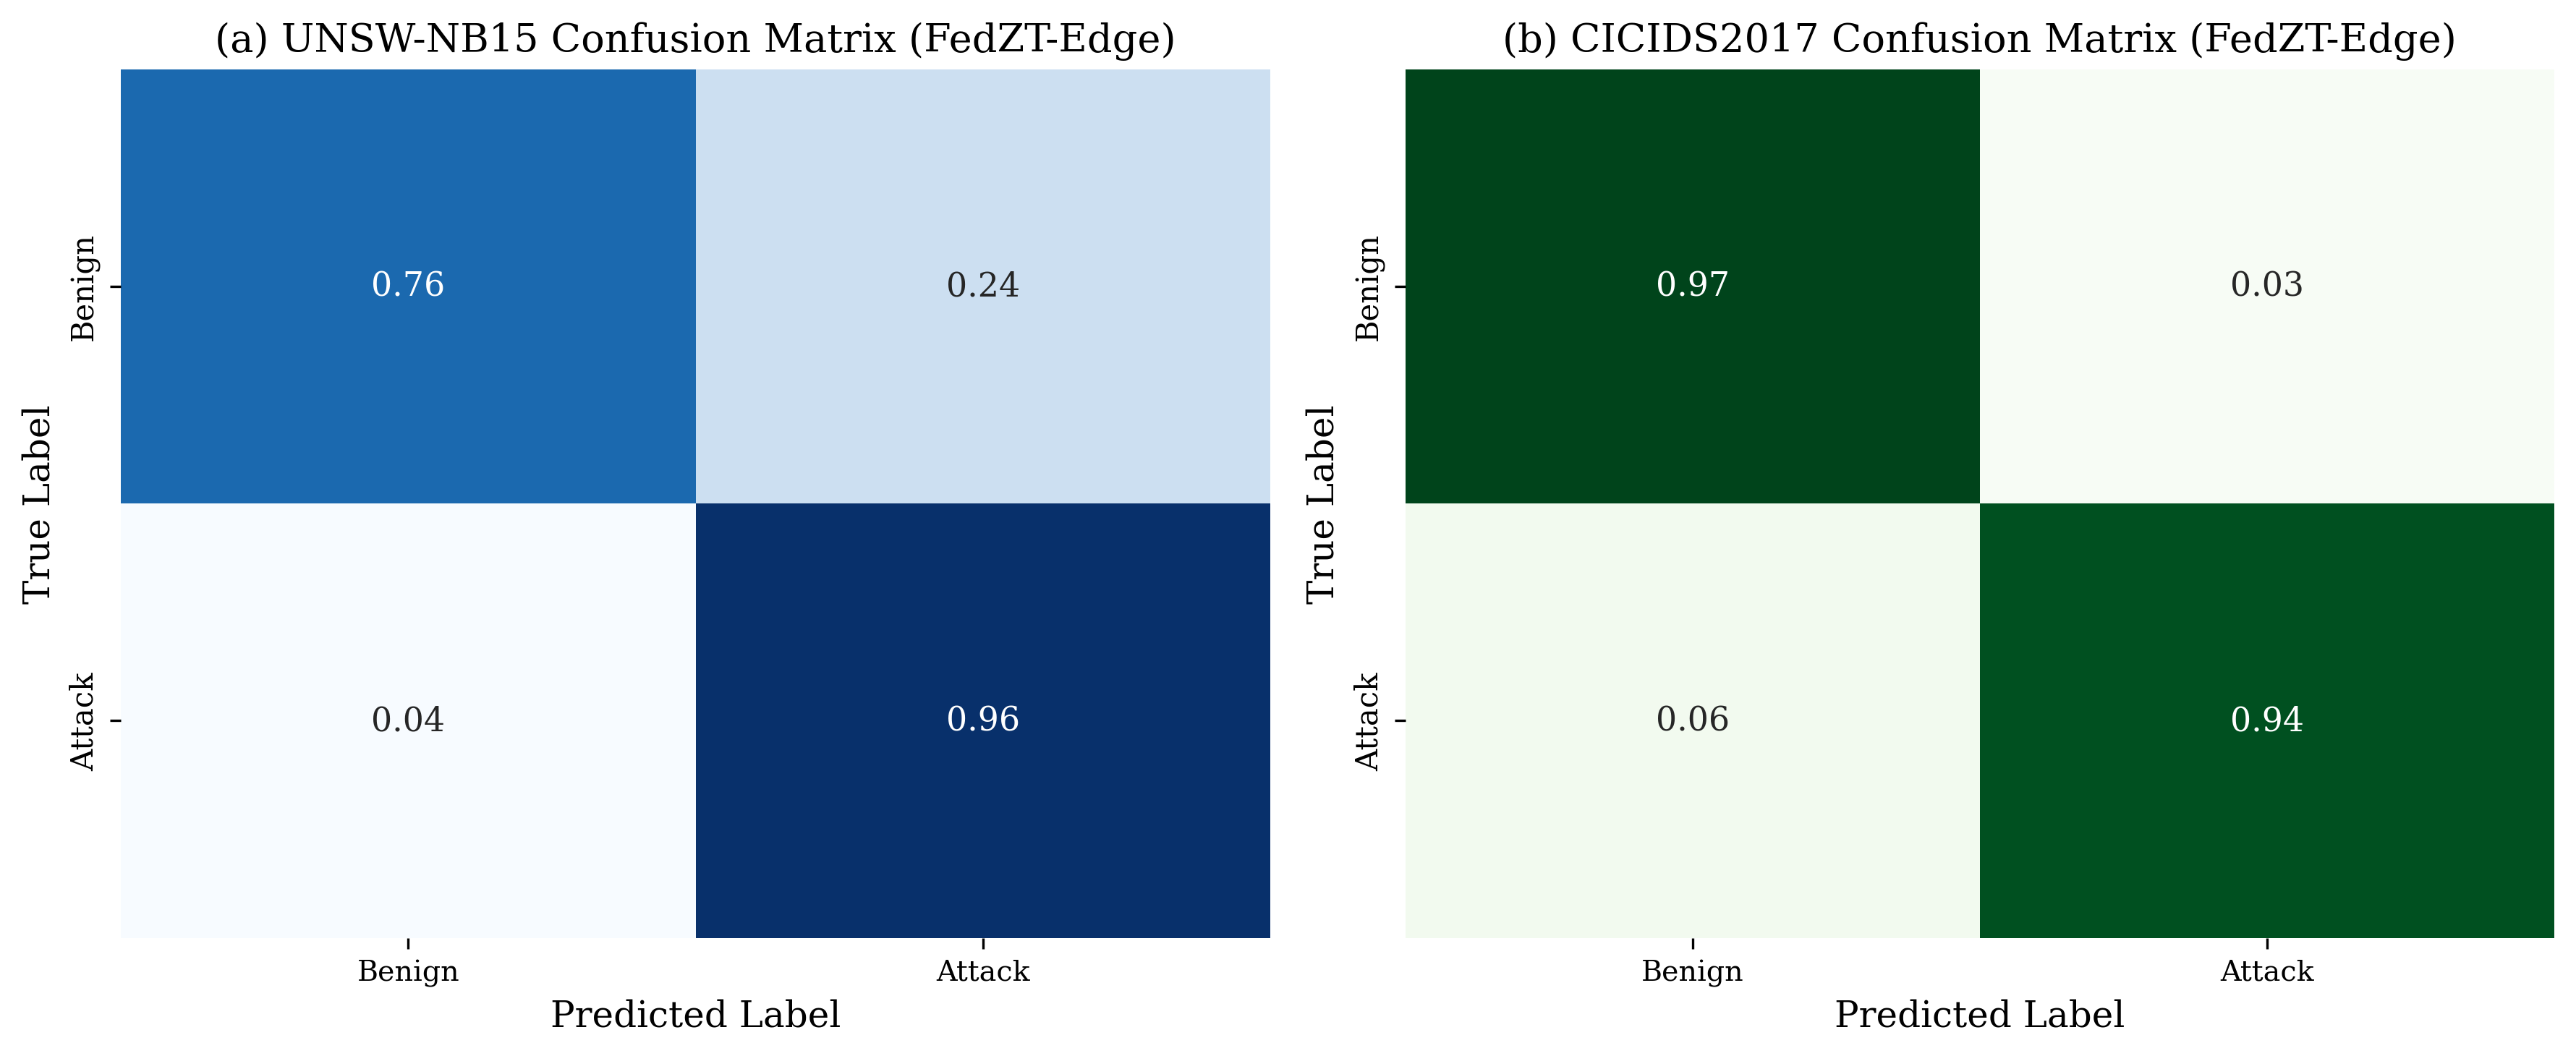 (a) UNSW-NB15 Confusion Matrix (FedZT-Edge)
True Label
Benign
0.76
0.24
Attack
0.04
0.96
Benign
Attack
Predicted Label
(b) CICIDS2017 Confusion Matrix (FedZT-Edge)
True Label
Benign
0.97
0.03
Attack
0.06
0.94
Benign
Attack
Predicted Label